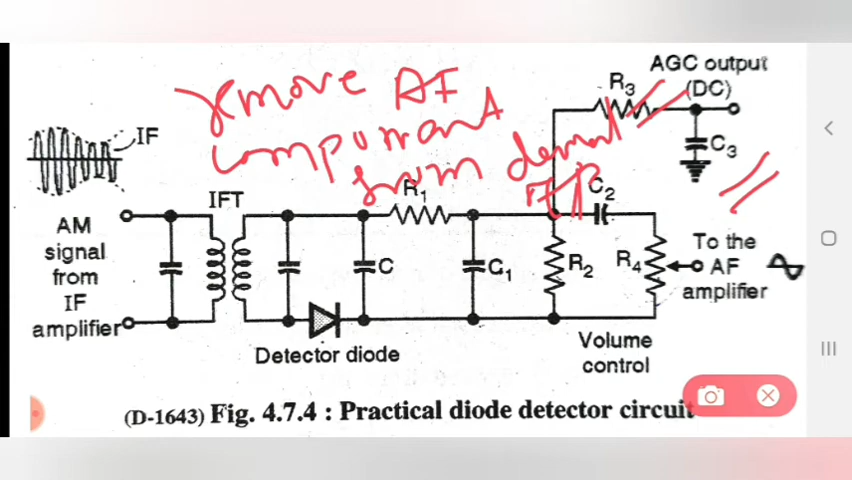 AGC output
(DC)
R3
C3
remove AF
component
from demod
O/P
IF
IFT
R1
C2
AM
signal
from
IF
amplifier
C
C1
R2
R4
To the
AF
amplifier
Detector diode
Volume
control
(D-1643) Fig. 4.7.4 : Practical diode detector circuit